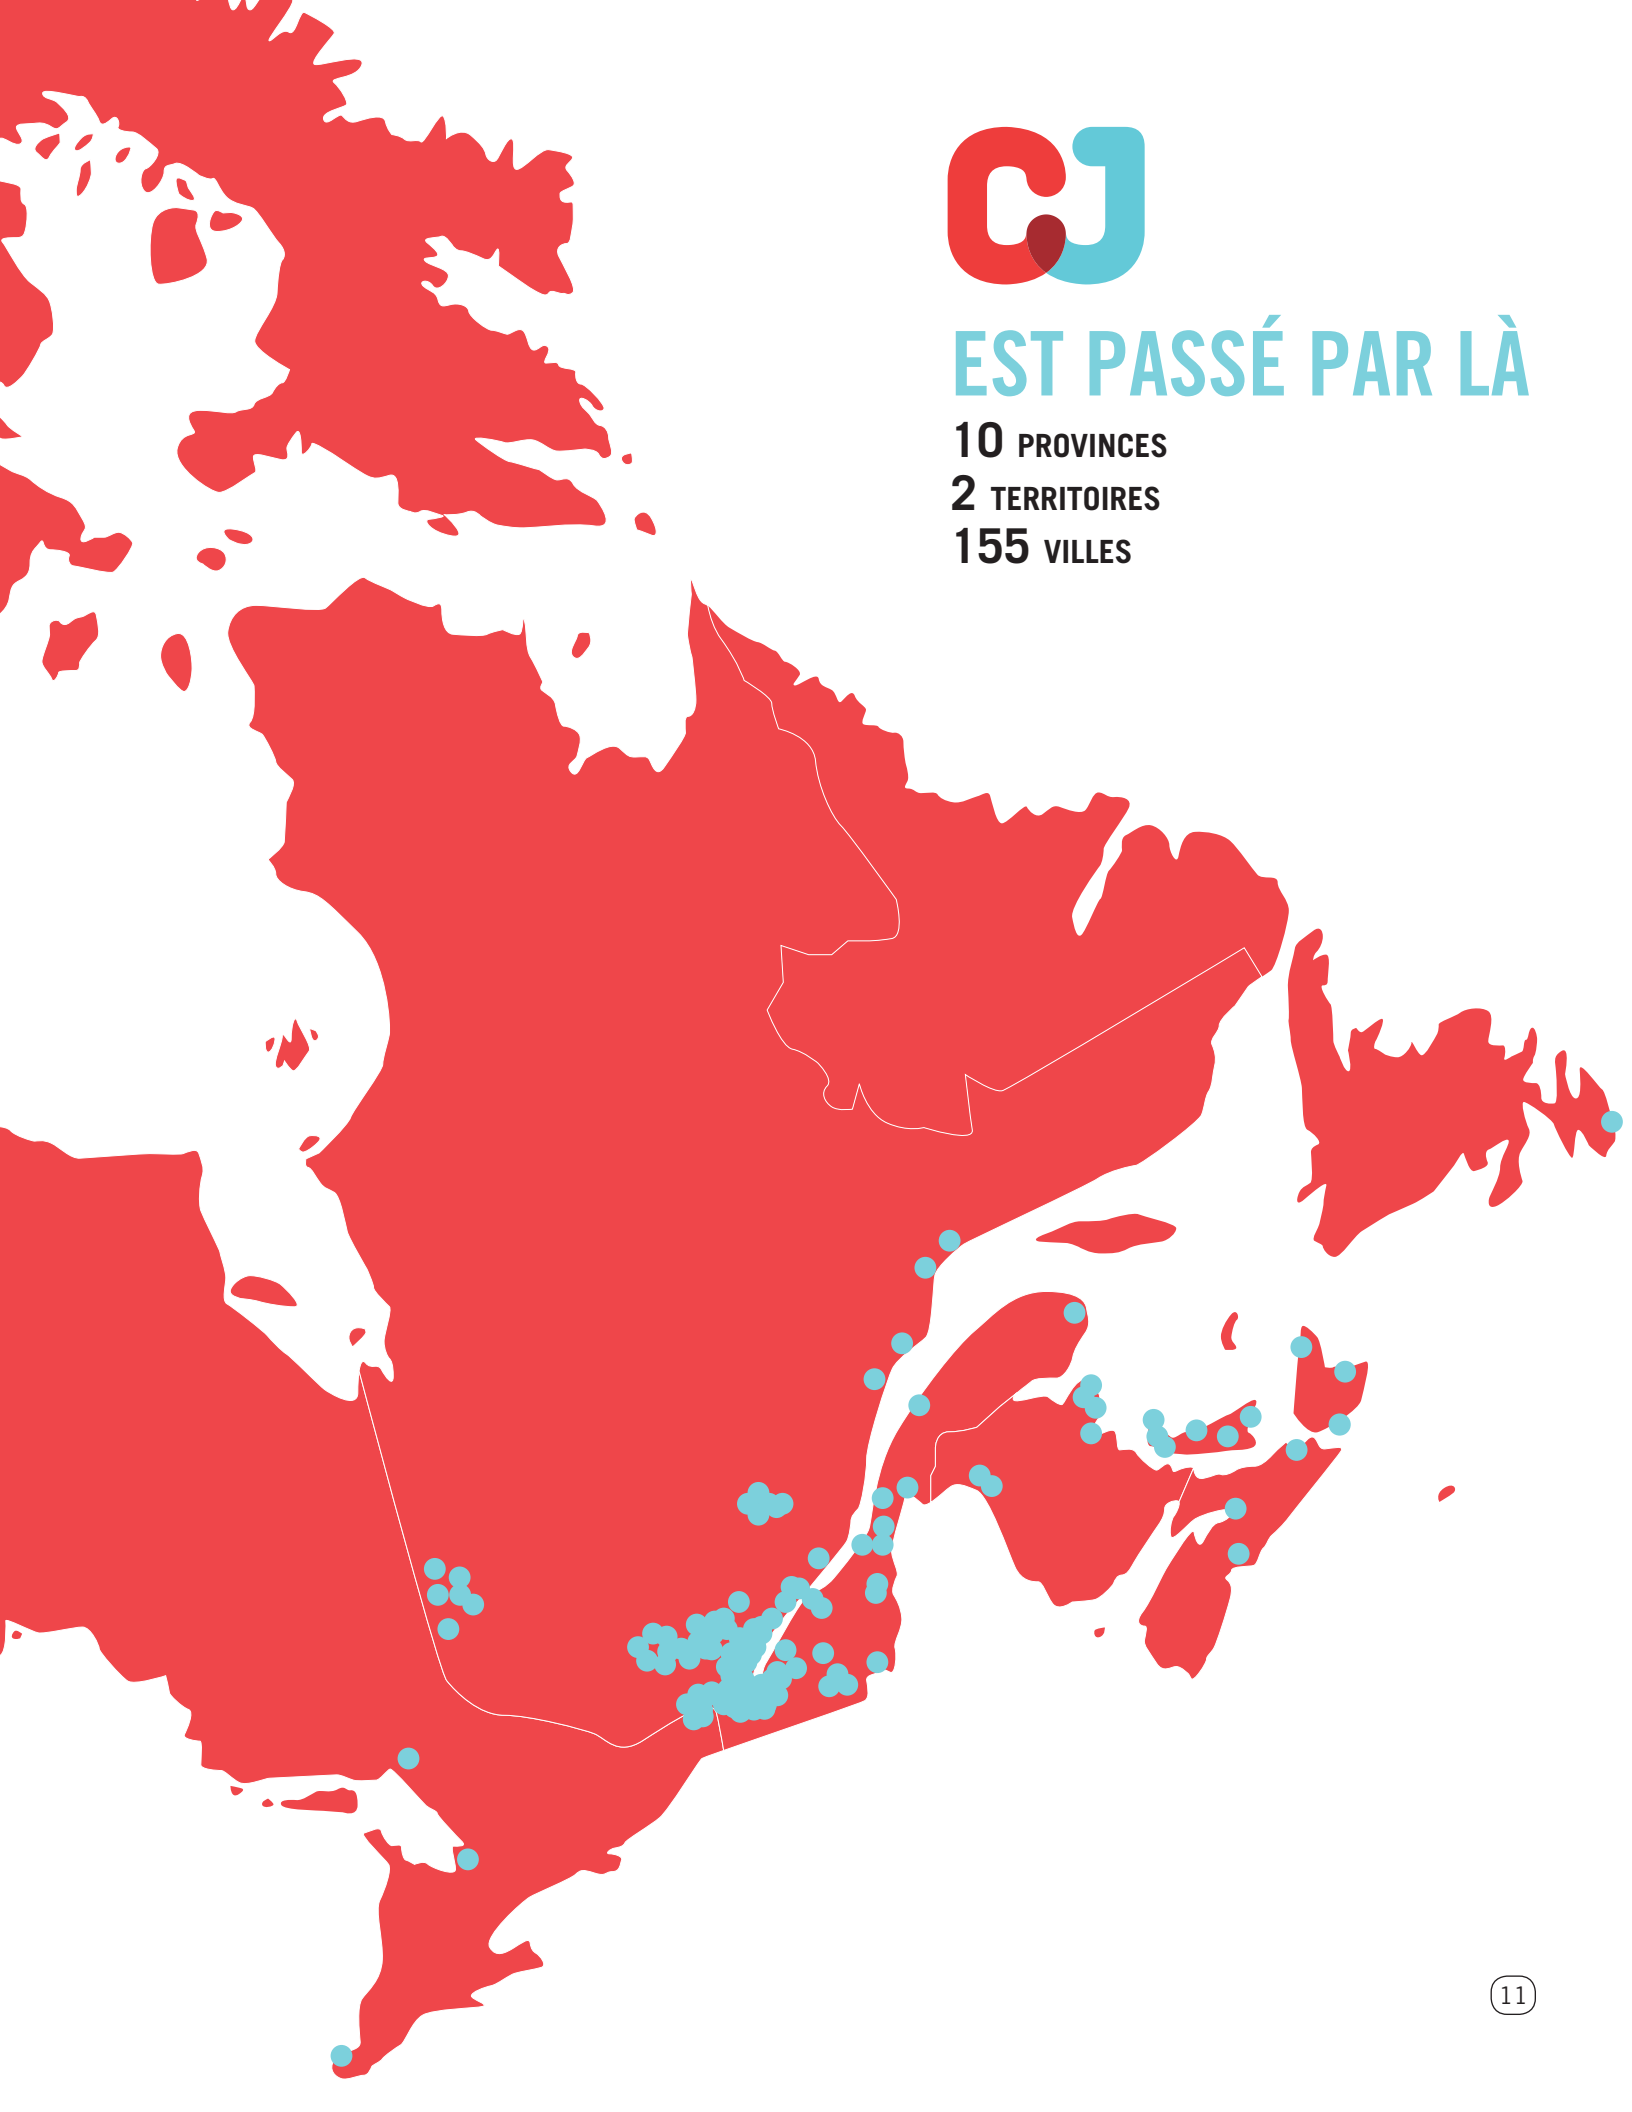 CJ
EST PASSÉ PAR LÀ
10 PROVINCES
2 TERRITOIRES
155 VILLES
11